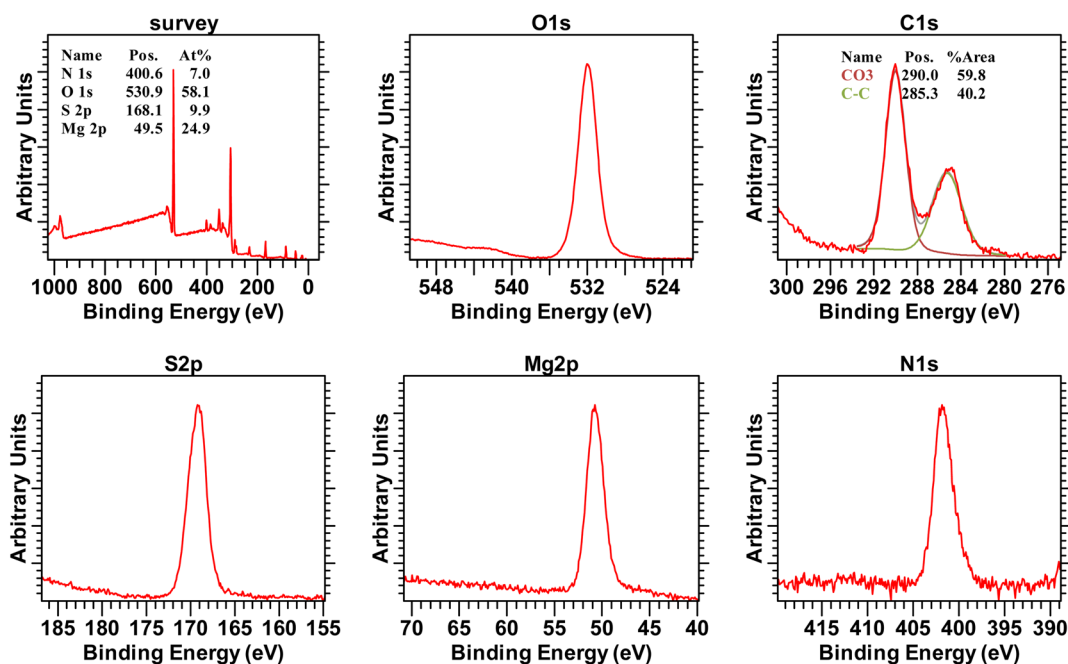 survey
Name Pos. At%
N 1s 400.6 7.0
O 1s 530.9 58.1
S 2p 168.1 9.9
Mg 2p 49.5 24.9
Arbitrary Units
1000 800 600 400 200 0
Binding Energy (eV)
O1s
Arbitrary Units
548 540 532 524
Binding Energy (eV)
C1s
Name Pos. %Area
CO3 290.0 59.8
C-C 285.3 40.2
Arbitrary Units
300 296 292 288 284 280 276
Binding Energy (eV)
S2p
Arbitrary Units
185 180 175 170 165 160 155
Binding Energy (eV)
Mg2p
Arbitrary Units
70 65 60 55 50 45 40
Binding Energy (eV)
N1s
Arbitrary Units
415 410 405 400 395 390
Binding Energy (eV)